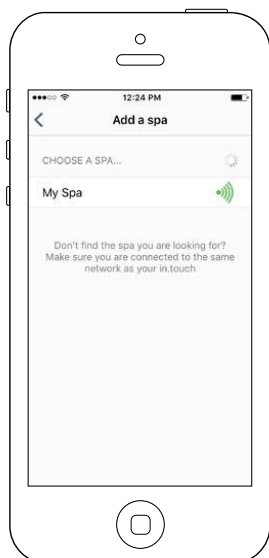 12:24 PM
Add a spa
CHOOSE A SPA...
My Spa
Don't find the spa you are looking for?
Make sure you are connected to the same
network as your in.touch